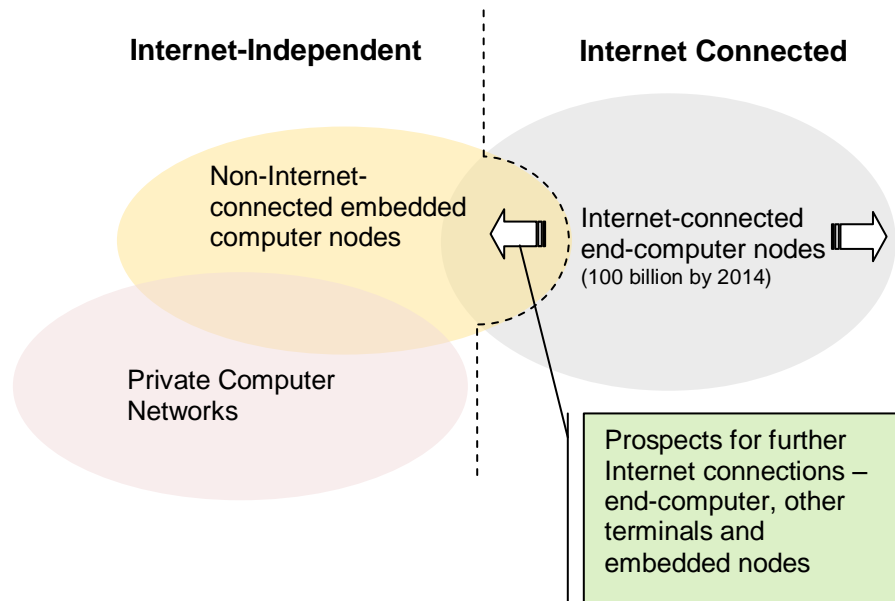 Internet-Independent
Internet Connected
Non-Internet-
connected embedded
computer nodes
Internet-connected
end-computer nodes
(100 billion by 2014)
Private Computer
Networks
Prospects for further
Internet connections –
end-computer, other
terminals and
embedded nodes